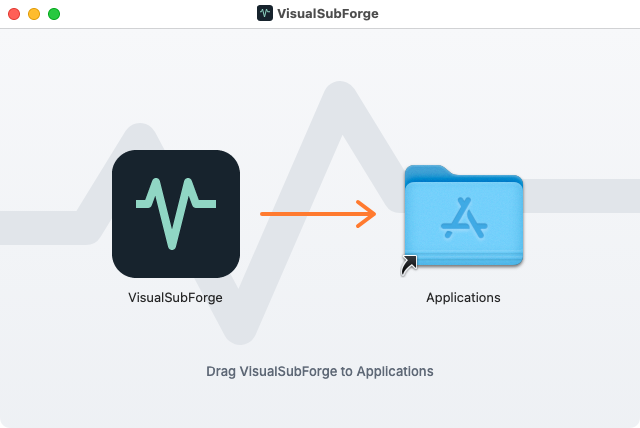 VisualSubForge
VisualSubForge
Applications
Drag VisualSubForge to Applications